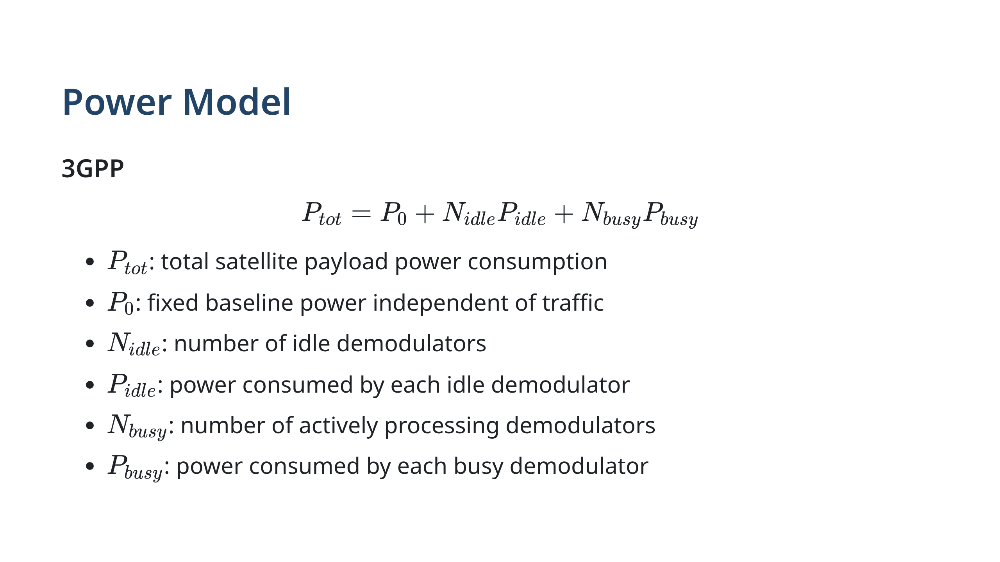 Power Model
3GPP
$P_{tot} = P_0 + N_{idle}P_{idle} + N_{busy}P_{busy}$
• $P_{tot}$: total satellite payload power consumption
• $P_0$: fixed baseline power independent of traffic
• $N_{idle}$: number of idle demodulators
• $P_{idle}$: power consumed by each idle demodulator
• $N_{busy}$: number of actively processing demodulators
• $P_{busy}$: power consumed by each busy demodulator